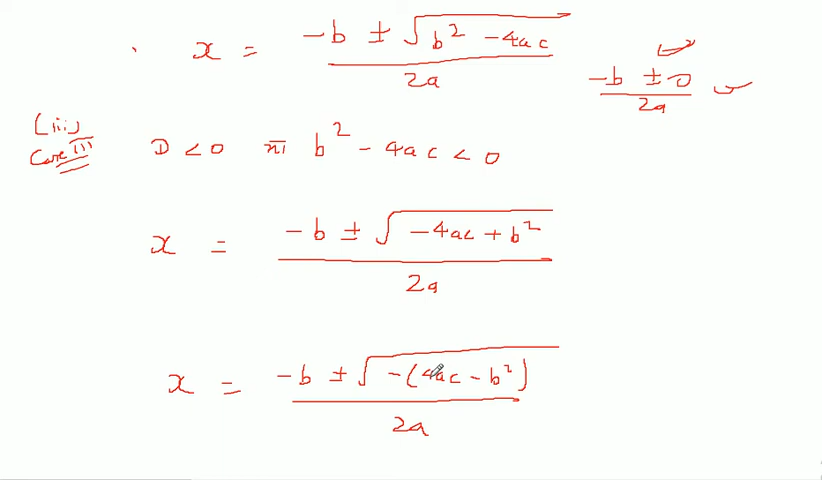 x = (-b ± √(b² - 4ac)) / 2a
(-b ± 0) / 2a
(iii)
Case III D < 0 b² - 4ac < 0
x = (-b ± √(-4ac + b²)) / 2a
x = (-b ± √(-(4ac - b²))) / 2a